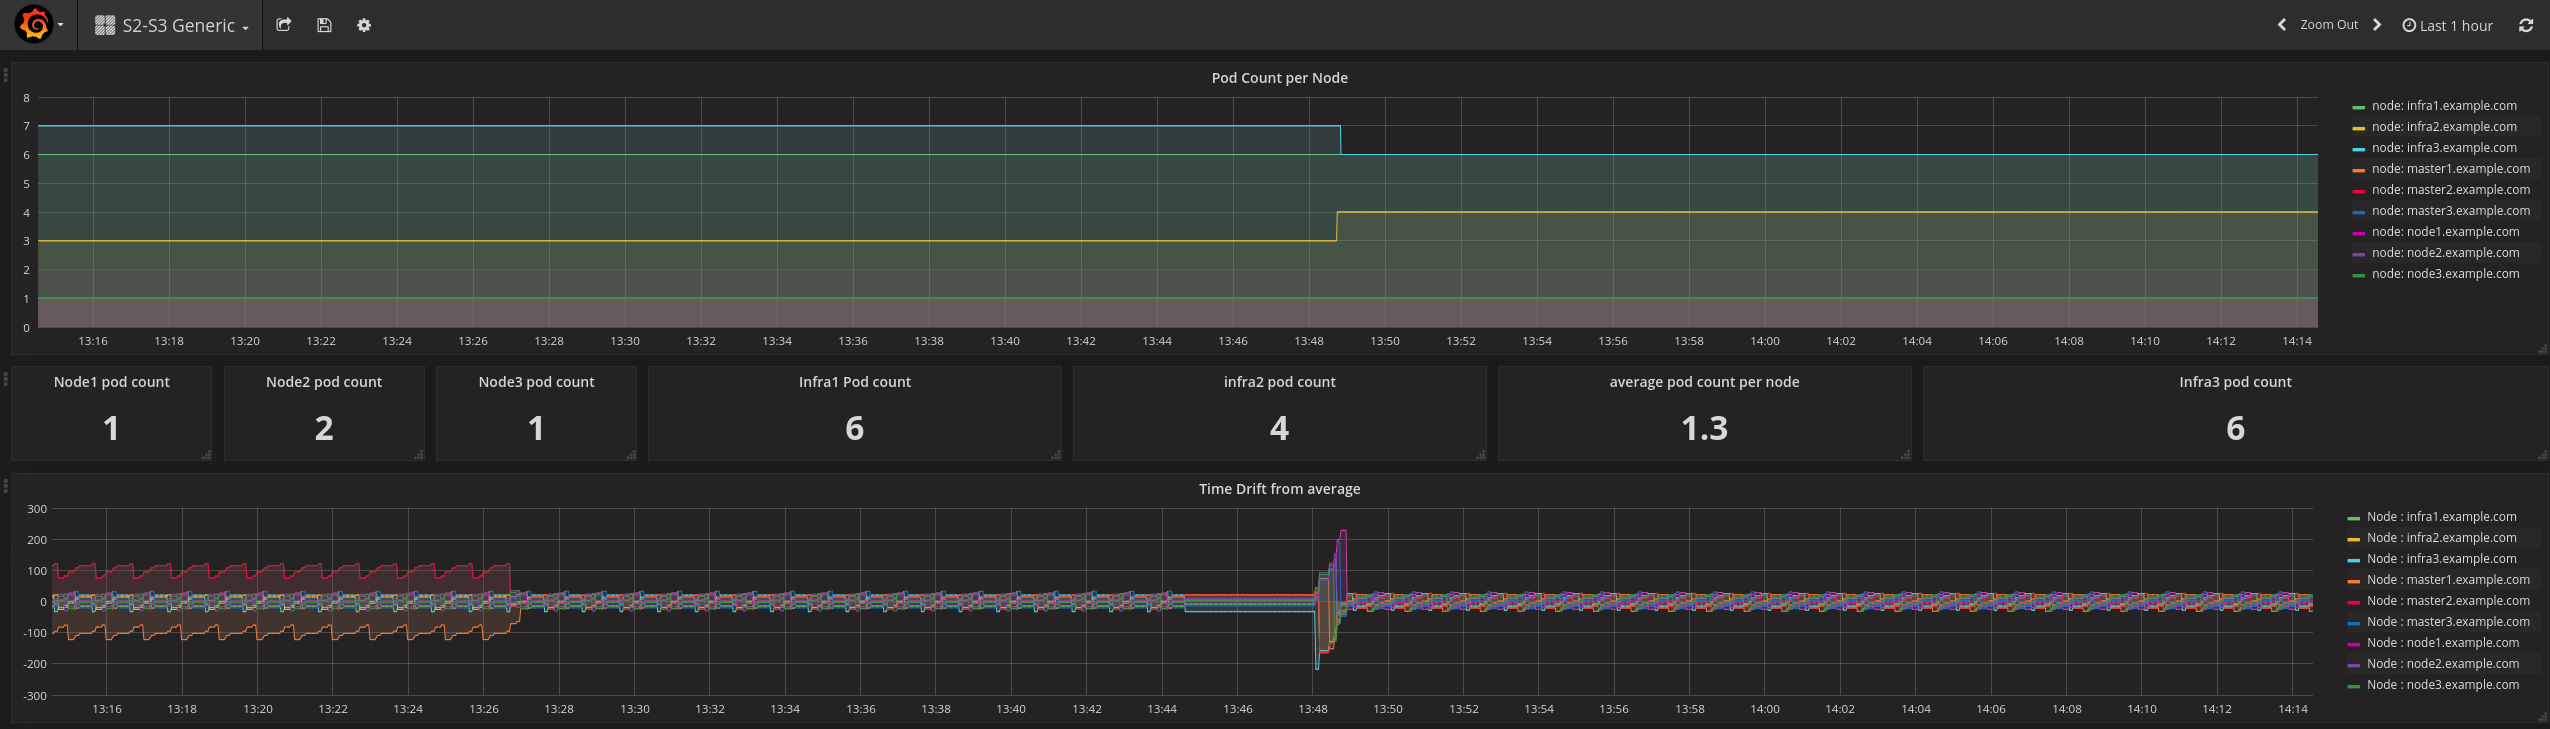 S2-S3 Generic
Zoom Out
Last 1 hour
Pod Count per Node
8
7
6
5
4
3
2
1
0
13:16 13:18 13:20 13:22 13:24 13:26 13:28 13:30 13:32 13:34 13:36 13:38 13:40 13:42 13:44 13:46 13:48 13:50 13:52 13:54 13:56 13:58 14:00 14:02 14:04 14:06 14:08 14:10 14:12 14:14
node: infra1.example.com
node: infra2.example.com
node: infra3.example.com
node: master1.example.com
node: master2.example.com
node: master3.example.com
node: node1.example.com
node: node2.example.com
node: node3.example.com
Node1 pod count
1
Node2 pod count
2
Node3 pod count
1
Infra1 Pod count
6
infra2 pod count
4
average pod count per node
1.3
Infra3 pod count
6
Time Drift from average
300
200
100
0
-100
-200
-300
13:16 13:18 13:20 13:22 13:24 13:26 13:28 13:30 13:32 13:34 13:36 13:38 13:40 13:42 13:44 13:46 13:48 13:50 13:52 13:54 13:56 13:58 14:00 14:02 14:04 14:06 14:08 14:10 14:12 14:14
Node : infra1.example.com
Node : infra2.example.com
Node : infra3.example.com
Node : master1.example.com
Node : master2.example.com
Node : master3.example.com
Node : node1.example.com
Node : node2.example.com
Node : node3.example.com